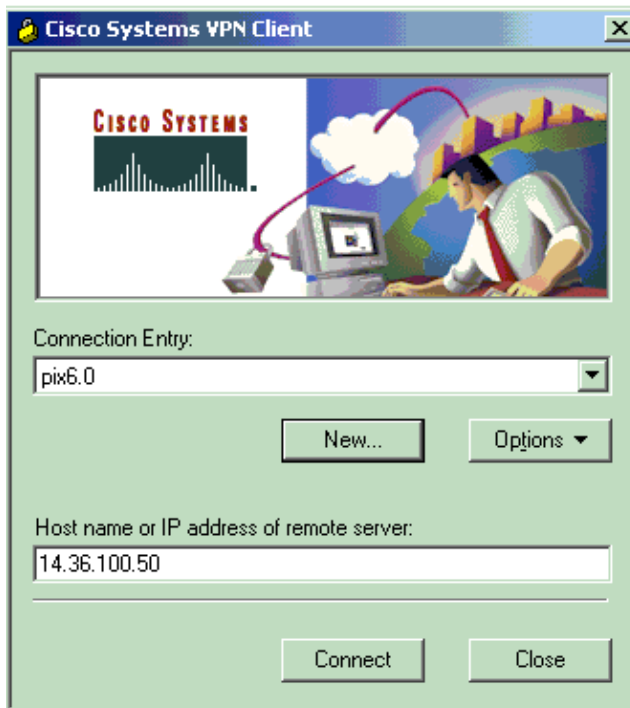 Cisco Systems VPN Client
CISCO SYSTEMS
Connection Entry:
pix6.0
New...
Options
Host name or IP address of remote server:
14.36.100.50
Connect
Close